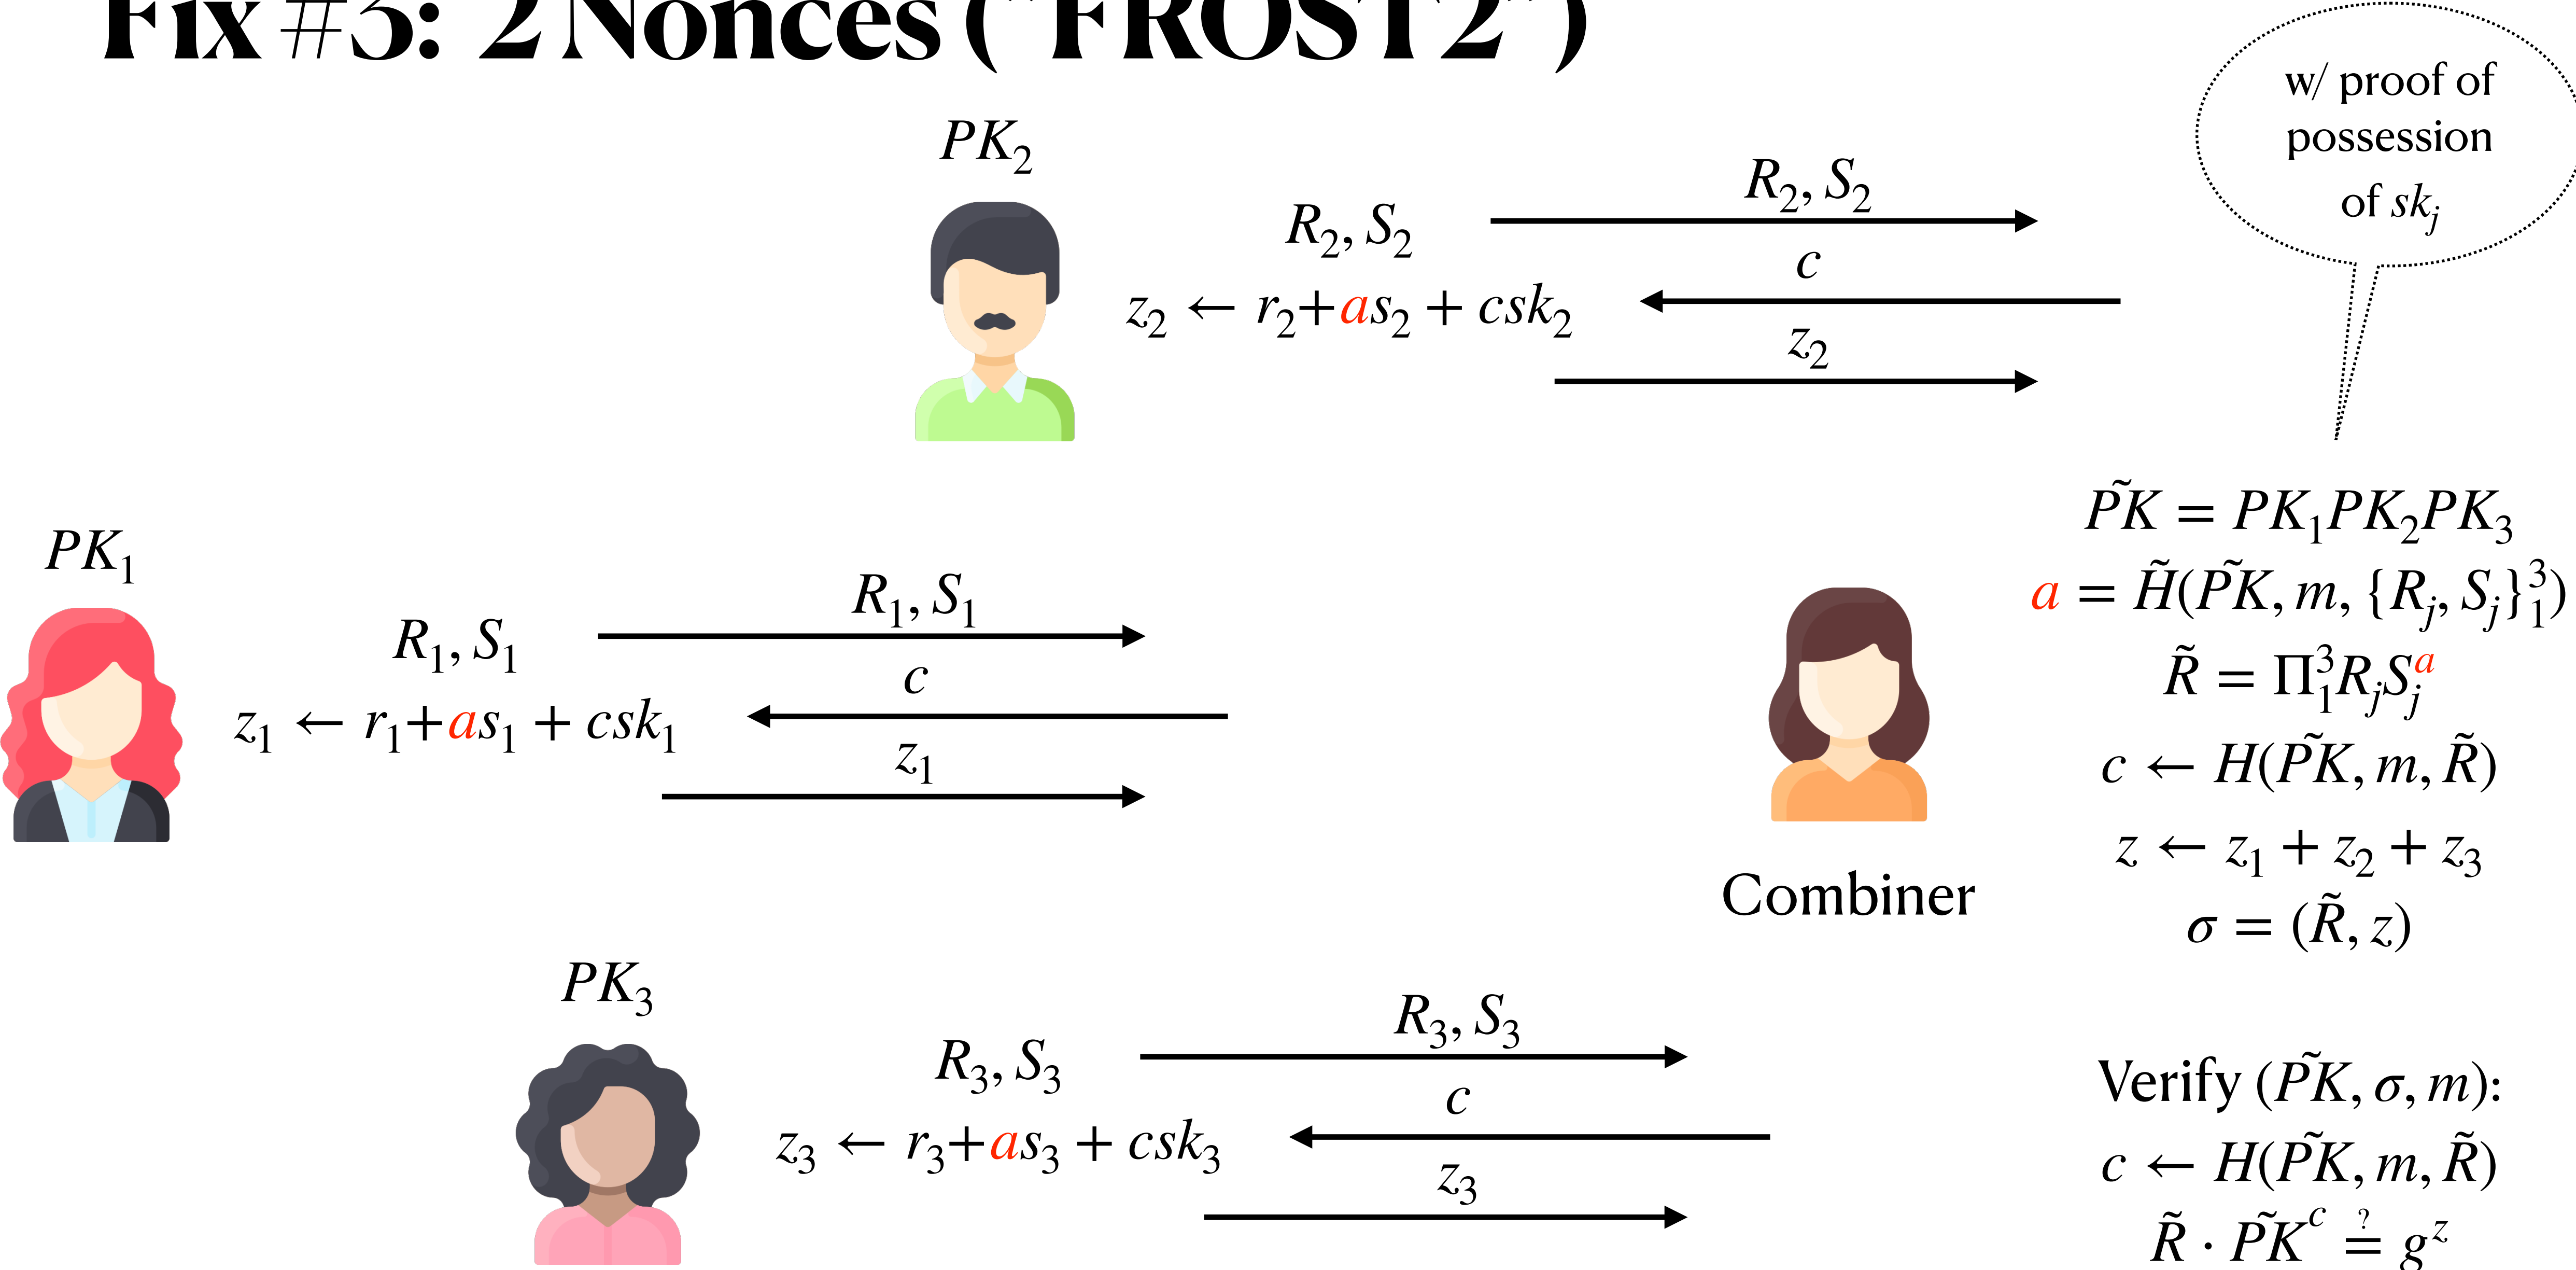 Fix #3: 2 Nonces ("FROST2")
w/ proof of
possession
of sk_j
PK_2
R_2, S_2
R_2, S_2
c
z_2 ← r_2+as_2 + csk_2
z_2
PK_1
R_1, S_1
R_1, S_1
c
z_1 ← r_1+as_1 + csk_1
z_1
PK_3
R_3, S_3
R_3, S_3
c
z_3 ← r_3+as_3 + csk_3
z_3
Combiner
P̃K = PK_1PK_2PK_3
a = H̃(P̃K, m, {R_j, S_j}_1^3)
R̃ = Π_1^3 R_jS_j^a
c ← H(P̃K, m, R̃)
z ← z_1 + z_2 + z_3
σ = (R̃, z)
Verify (P̃K, σ, m):
c ← H(P̃K, m, R̃)
R̃ · P̃K^c ≟ g^z